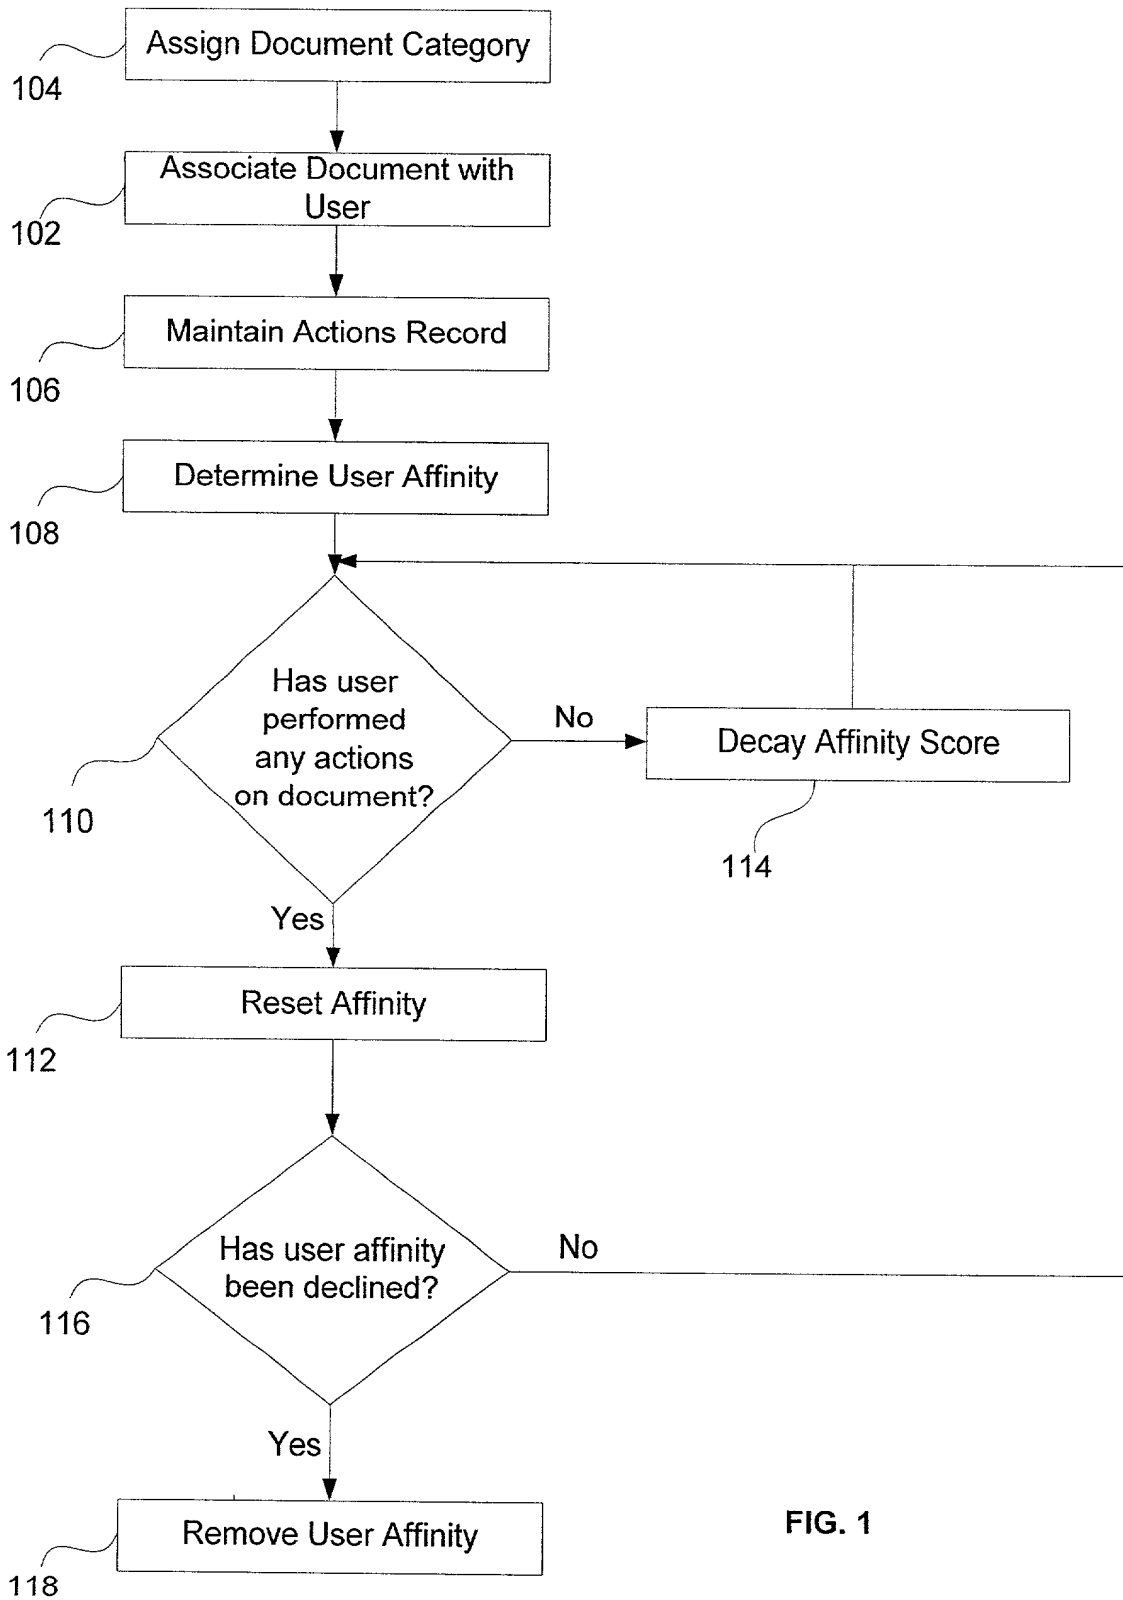 Assign Document Category
104
Associate Document with
User
102
Maintain Actions Record
106
Determine User Affinity
108
Has user
performed
any actions
on document?
No
Decay Affinity Score
110
114
Yes
Reset Affinity
112
Has user affinity
been declined?
No
116
Yes
Remove User Affinity
FIG. 1
118